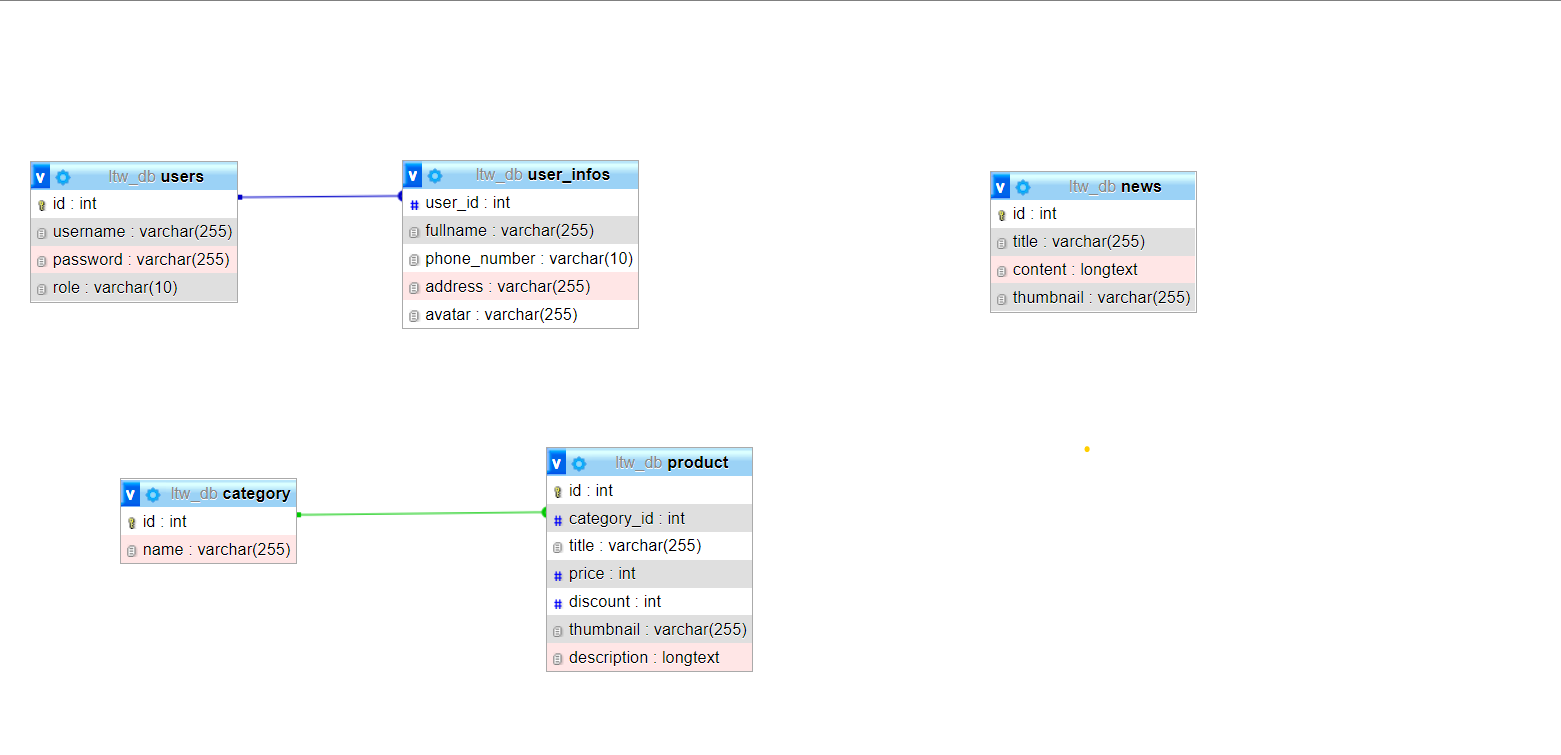 v ltw_db users
id : int
username : varchar(255)
password : varchar(255)
role : varchar(10)
v ltw_db user_infos
# user_id : int
fullname : varchar(255)
phone_number : varchar(10)
address : varchar(255)
avatar : varchar(255)
v ltw_db news
id : int
title : varchar(255)
content : longtext
thumbnail : varchar(255)
v ltw_db category
id : int
name : varchar(255)
v ltw_db product
id : int
# category_id : int
title : varchar(255)
# price : int
# discount : int
thumbnail : varchar(255)
description : longtext